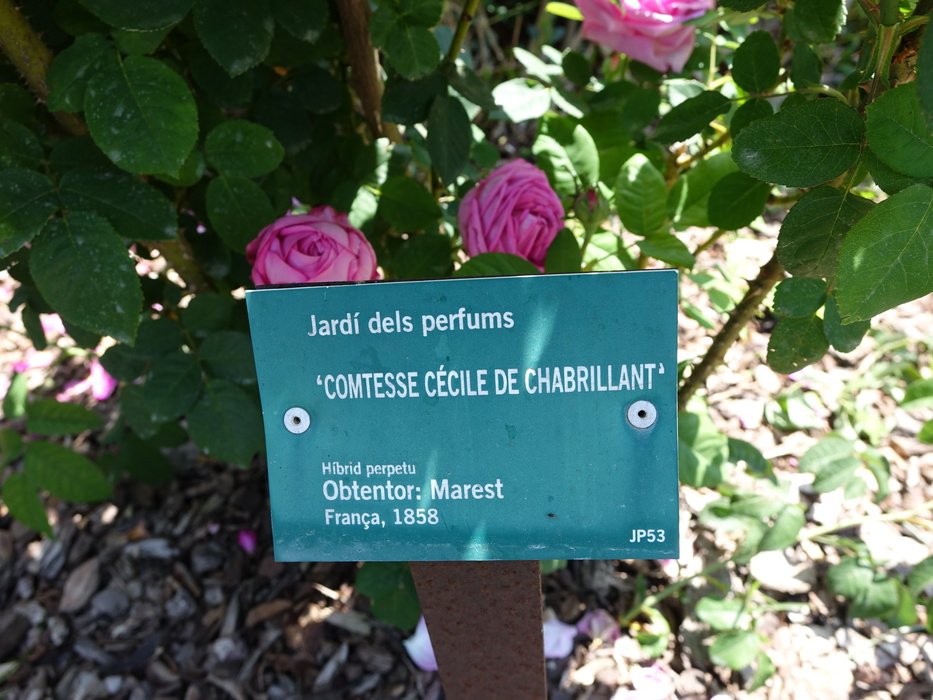 Jardí dels perfums
‘COMTESSE CÉCILE DE CHABRILLANT’
Híbrid perpetu
Obtentor: Marest
França, 1858
JP53